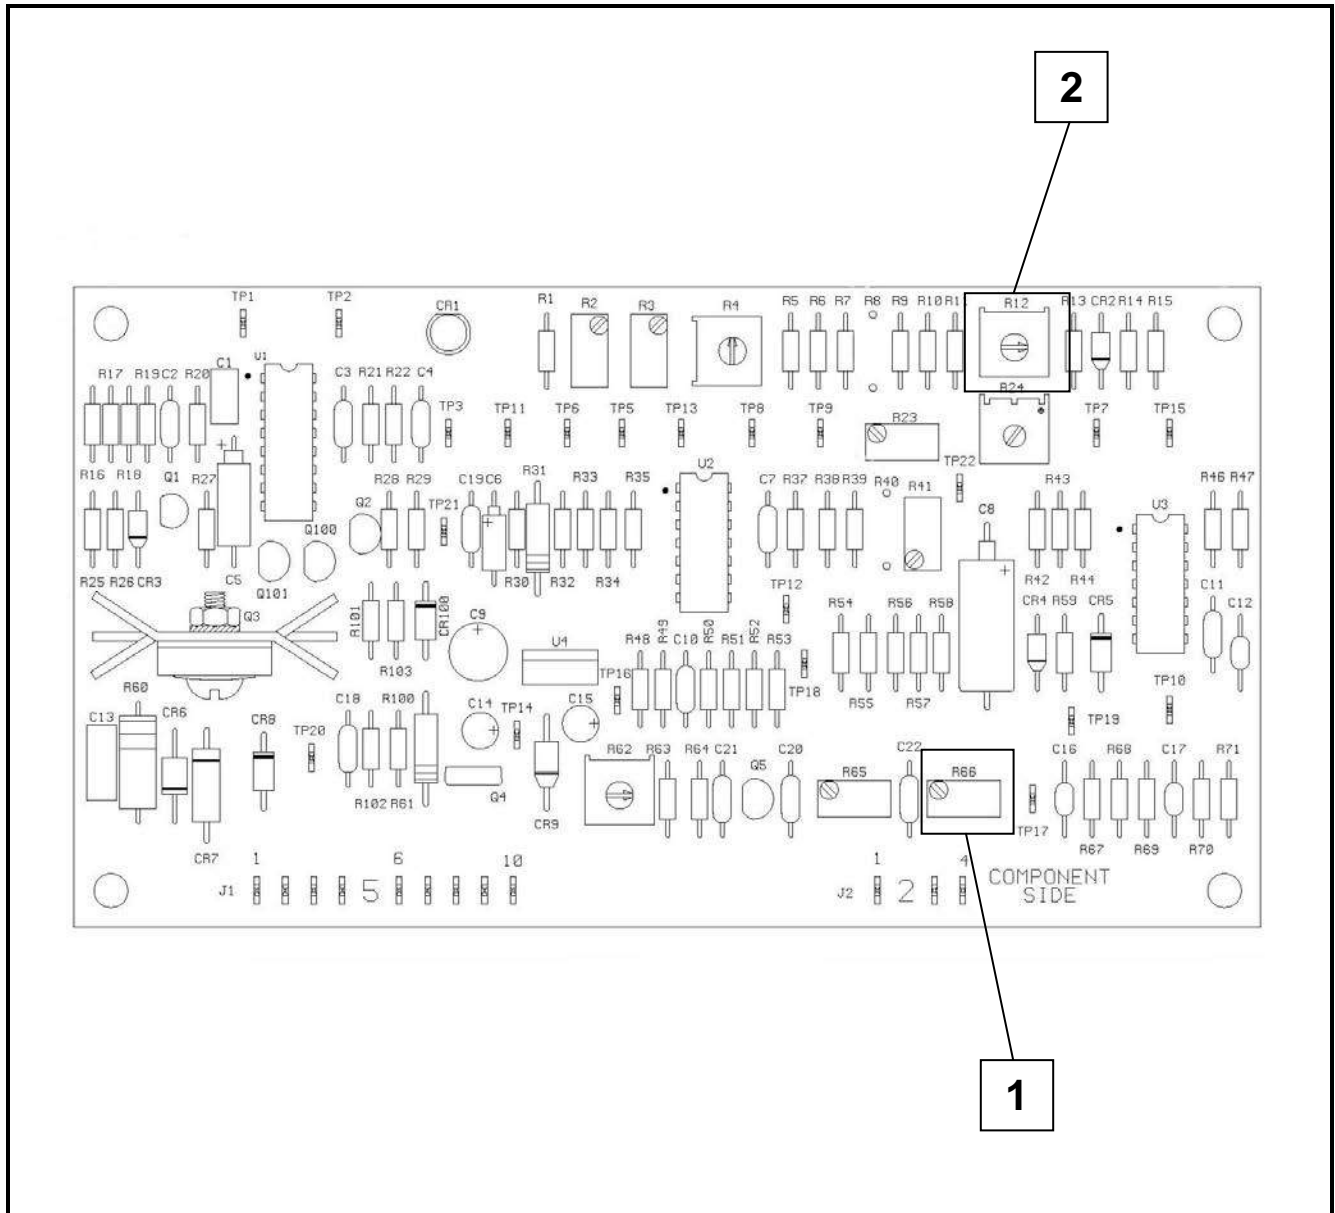 2
TP1 TP2 CR1 R1 R2 R3 R4 R5 R6 R7 R8 R9 R10 R12 R13 CR2 R14 R15
R17 R19 C2 R20 C1 U1 C3 R21 R22 C4 R24
TP3 TP11 TP6 TP5 TP13 TP8 TP9 R23 TP7 TP15
R16 R18 Q1 R27 R28 R29 C19 C6 R31 R33 R35 U2 C7 R37 R38 R39 R40 R41 TP22 R43 R46 R47
+ Q2 TP21 + C8 U3
Q100 +
R25 R26 CR3 C5 Q101 R30 R32 R34 TP12 R42 R44 C11
Q3 R101 CR100 C9 + R54 R56 R58 CR4 R59 CR5 C12
U4 R48 R49 C10 R50 R51 R52 R53
R103 TP16 TP18 TP10
R60 C13 CR6 CR8 TP20 C18 R100 C14 + TP14 C15 + R55 R57 TP19
R62 R63 R64 C21 Q5 C20 R65 C22 R66 C16 R68 C17 R71
R102 R61 Q4 CR9 TP17
CR7 R67 R69 R70
1 6 10 1 4
J1 5 J2 2 COMPONENT
SIDE
1